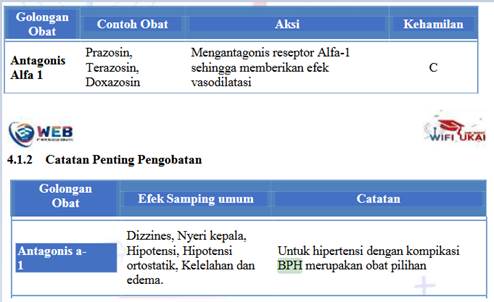 Golongan Obat Contoh Obat Aksi Kehamilan
Antagonis Alfa 1
Prazosin,
Terazosin,
Doxazosin
Mengantagonis reseptor Alfa-1
sehingga memberikan efek
vasodilatasi
C
WEB
WIFI UKAI
4.1.2 Catatan Penting Pengobatan
Golongan Obat Efek Samping umum Catatan
Antagonis a-
1
Dizzines, Nyeri kepala,
Hipotensi, Hipotensi
ortostatik, Kelelahan dan
edema.
Untuk hipertensi dengan kompikasi
BPH merupakan obat pilihan